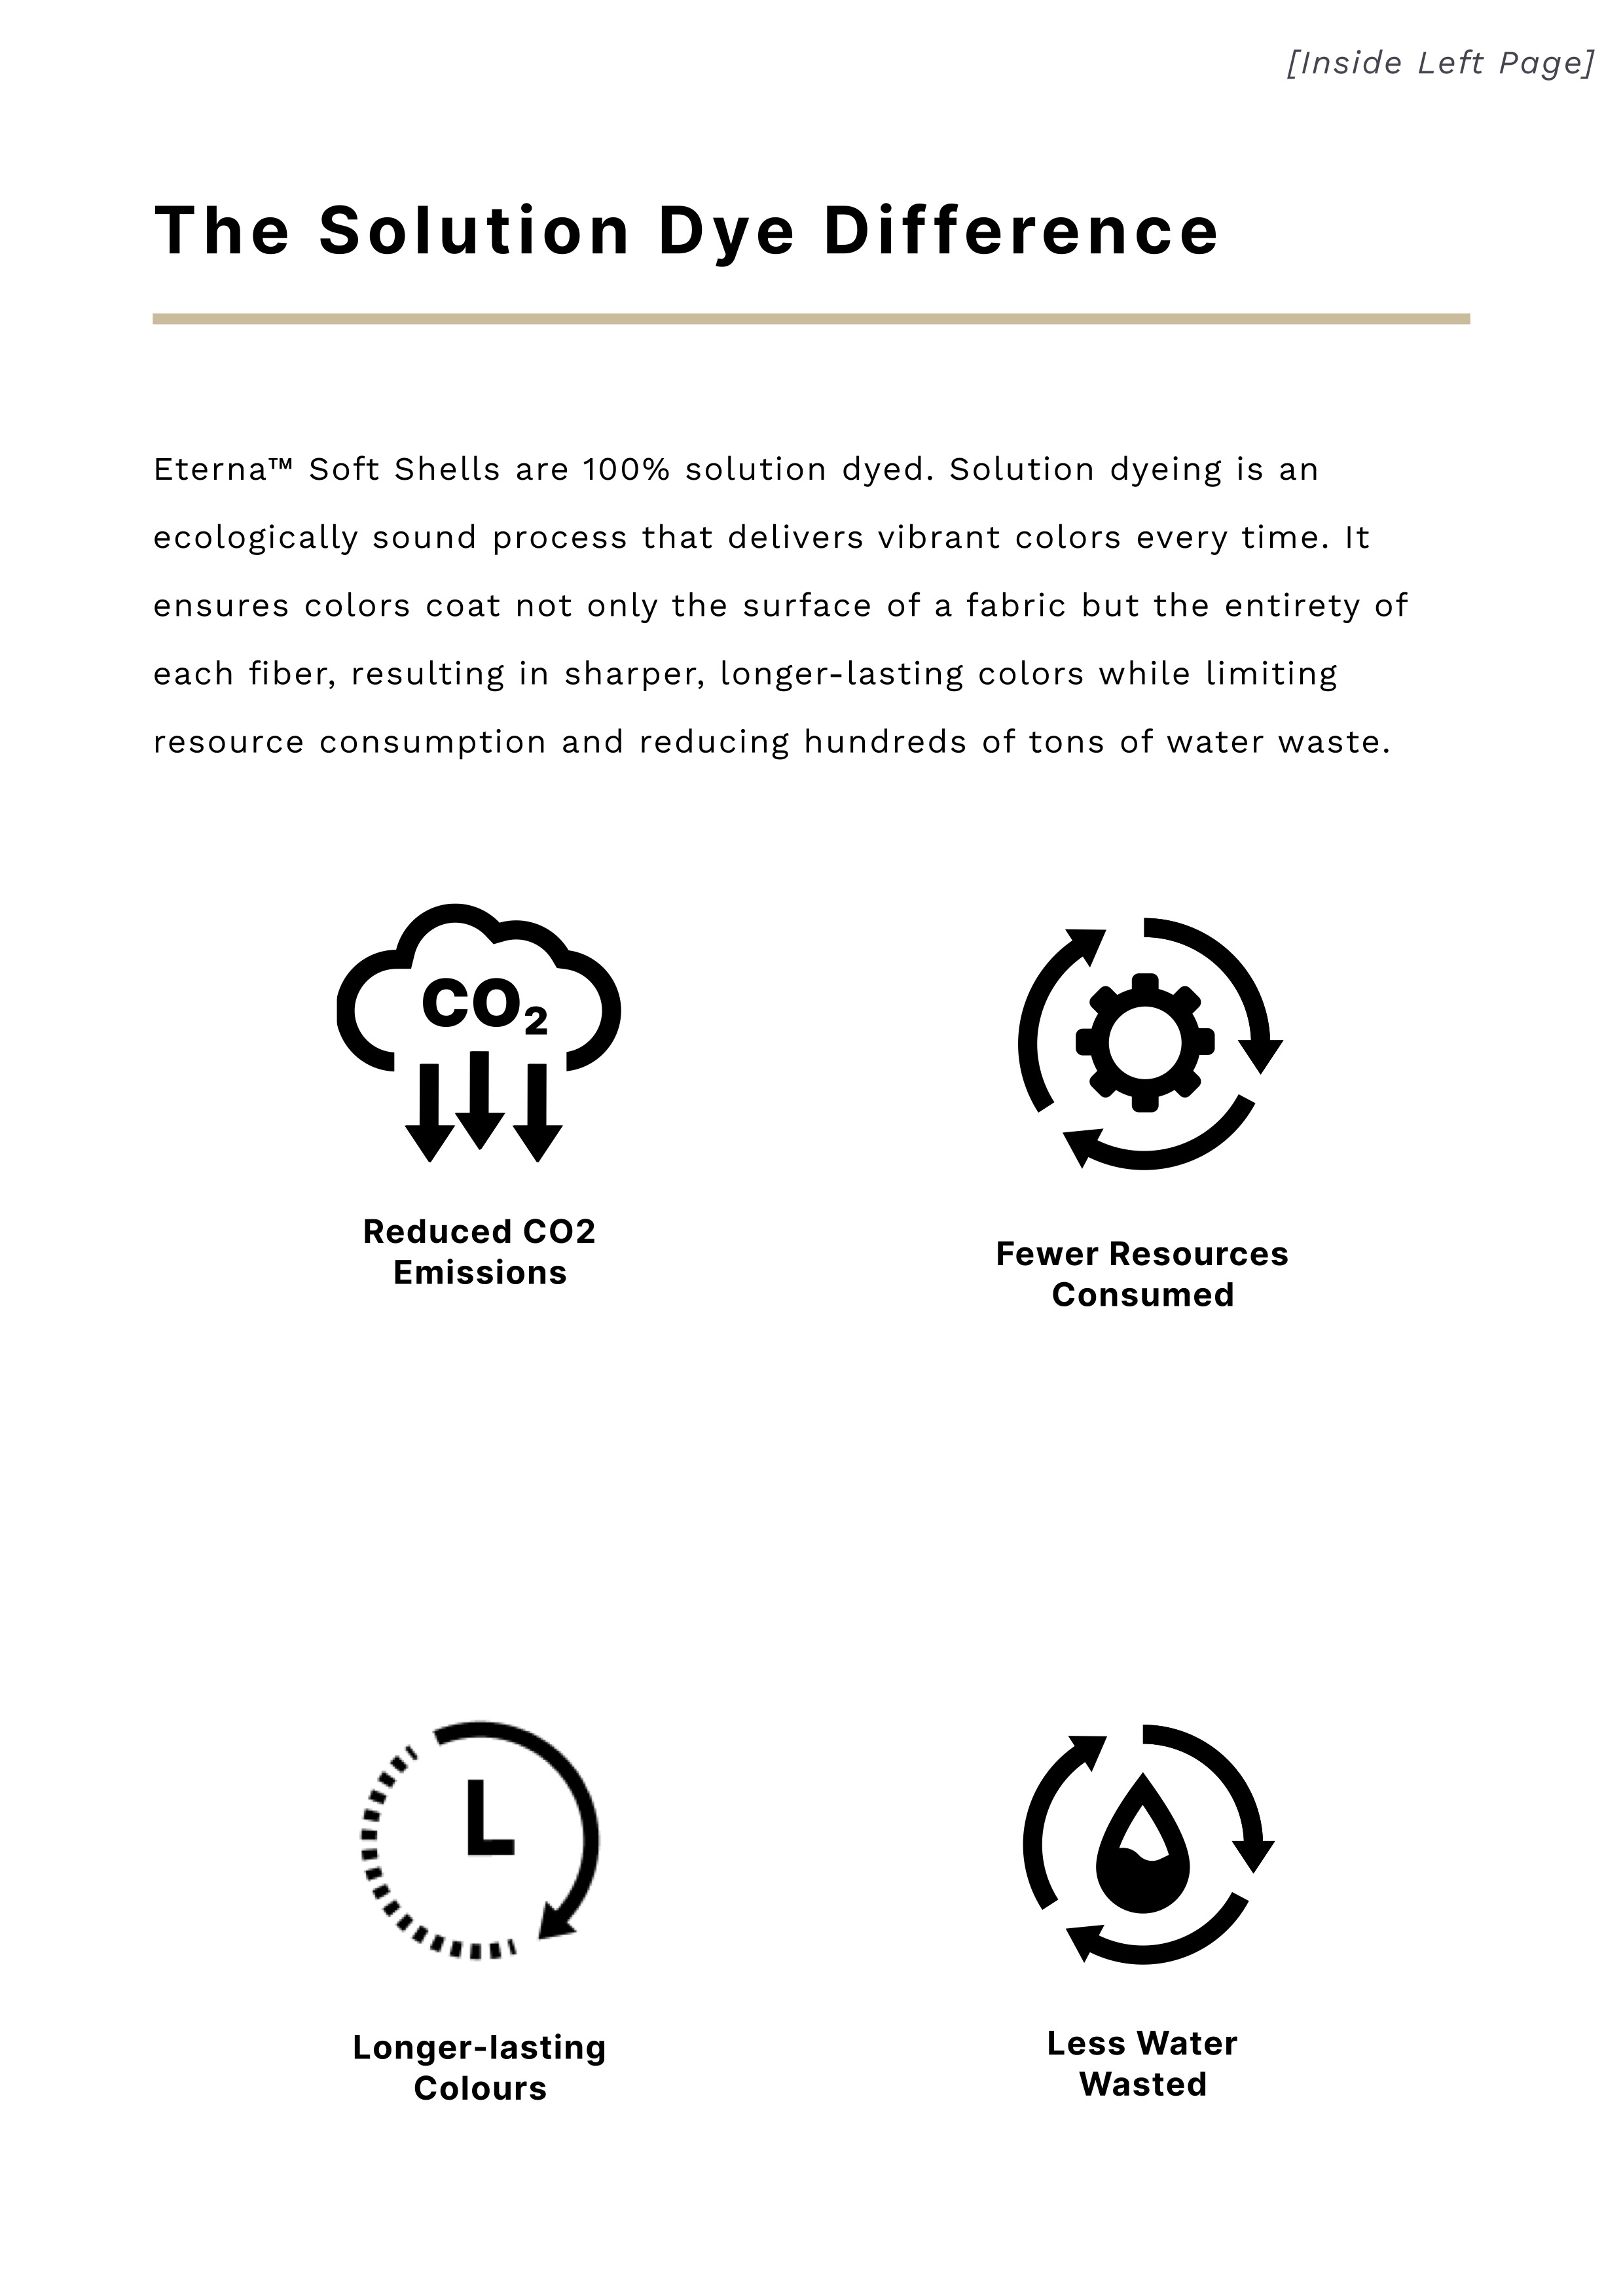 [Inside Left Page]
The Solution Dye Difference
Eterna™ Soft Shells are 100% solution dyed. Solution dyeing is an
ecologically sound process that delivers vibrant colors every time. It
ensures colors coat not only the surface of a fabric but the entirety of
each fiber, resulting in sharper, longer-lasting colors while limiting
resource consumption and reducing hundreds of tons of water waste.
CO₂
Reduced CO2
Emissions
Fewer Resources
Consumed
L
Longer-lasting
Colours
Less Water
Wasted